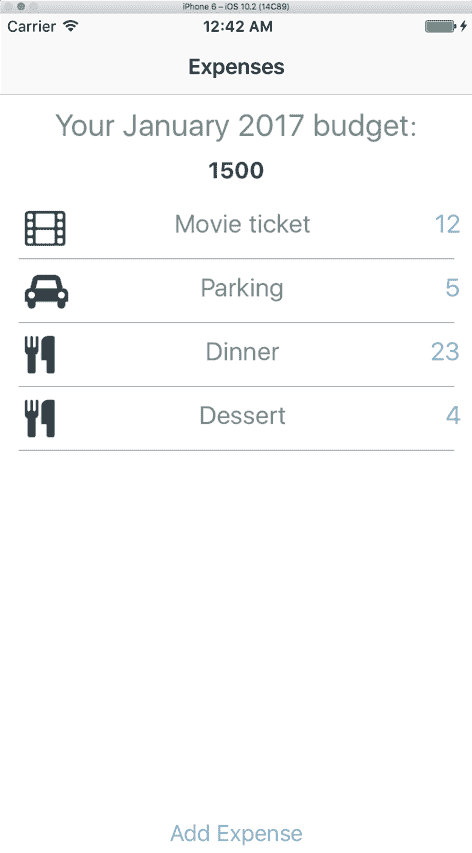 iPhone 6 – iOS 10.2 (14C89)
Carrier 12:42 AM
Expenses
Your January 2017 budget:
1500
Movie ticket 12
Parking 5
Dinner 23
Dessert 4
Add Expense